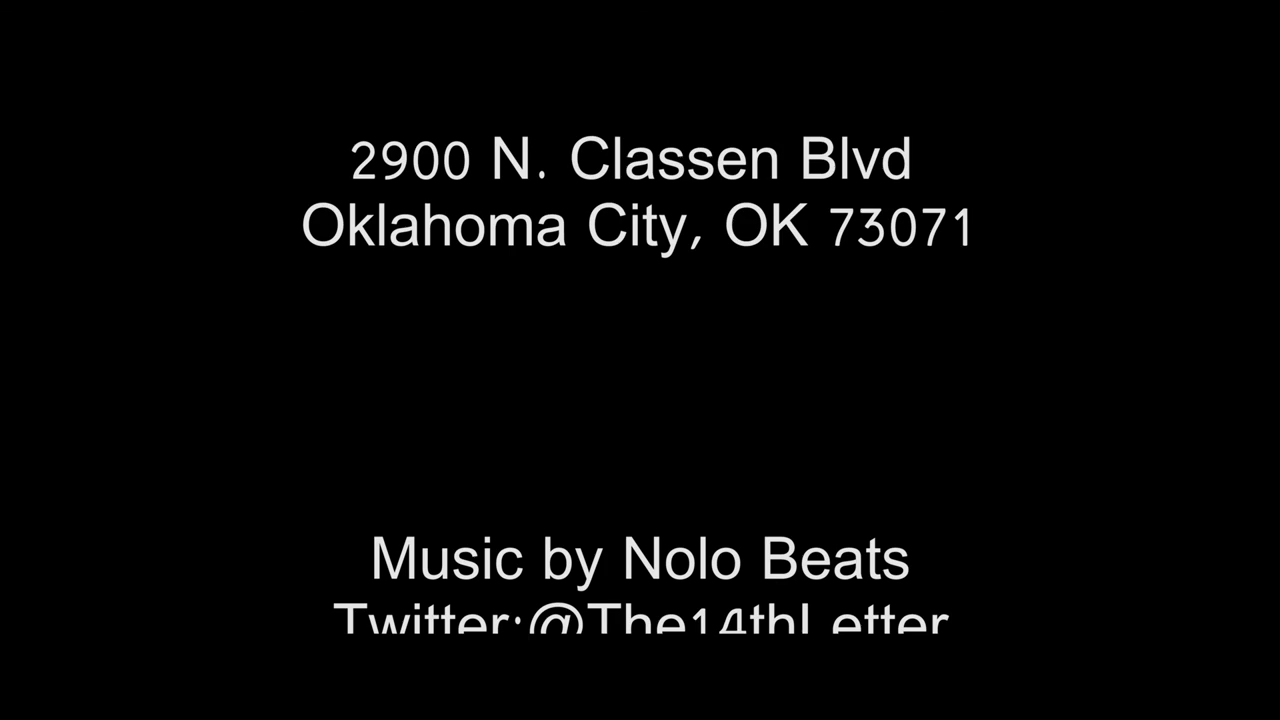 2900 N. Classen Blvd
Oklahoma City, OK 73071
Music by Nolo Beats
Twitter:@The14thLetter